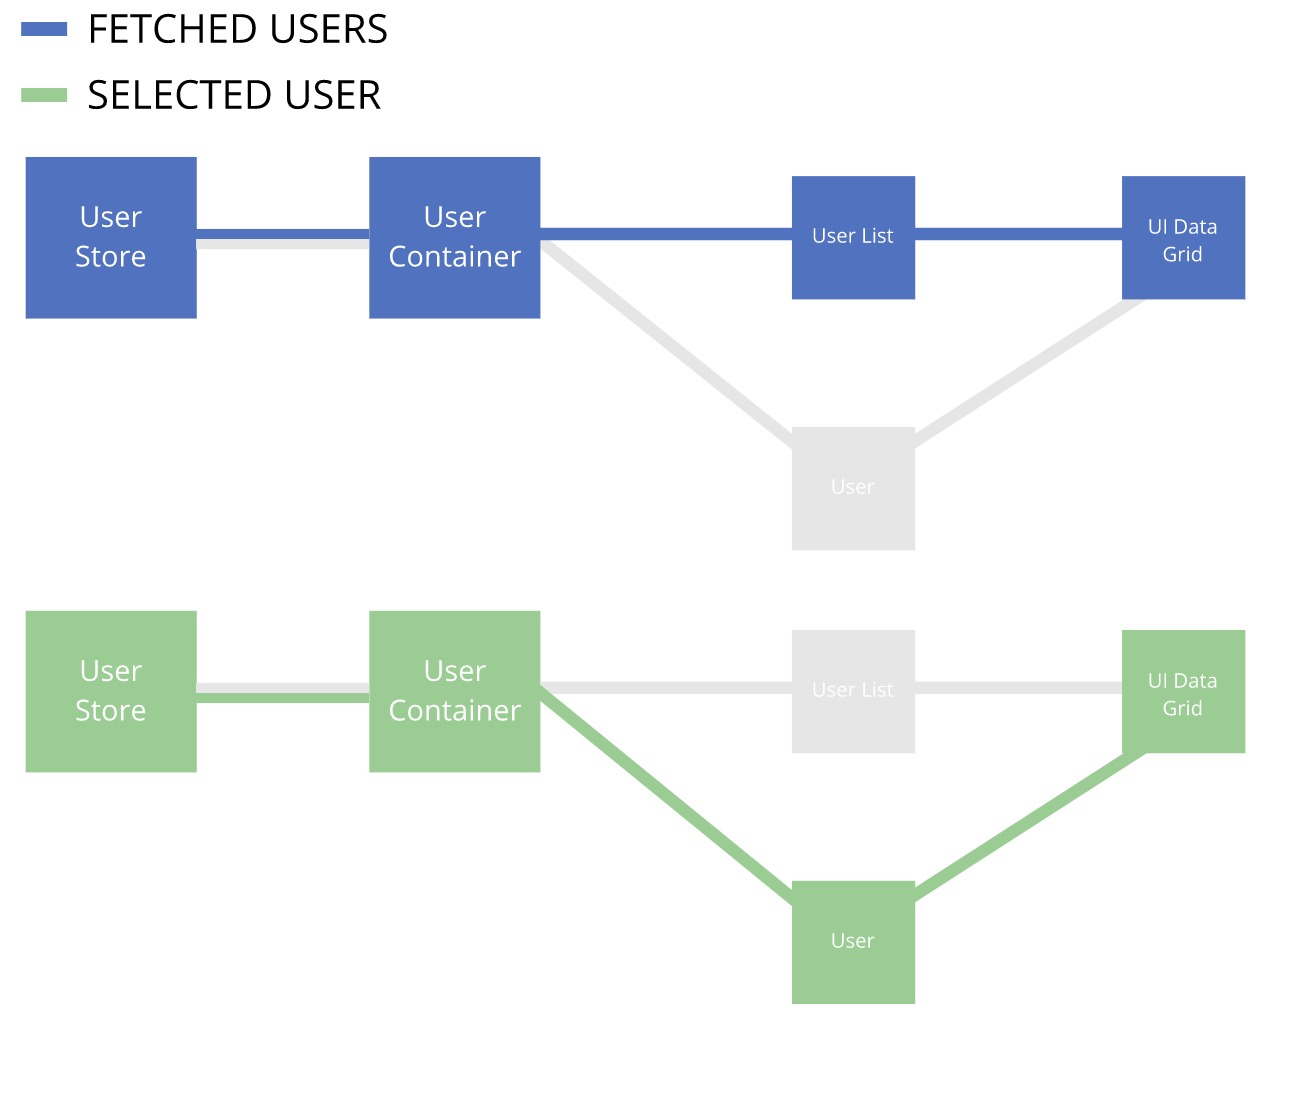 FETCHED USERS
SELECTED USER
User
Store
User
Container
User List
UI Data
Grid
User
User
Store
User
Container
User List
UI Data
Grid
User